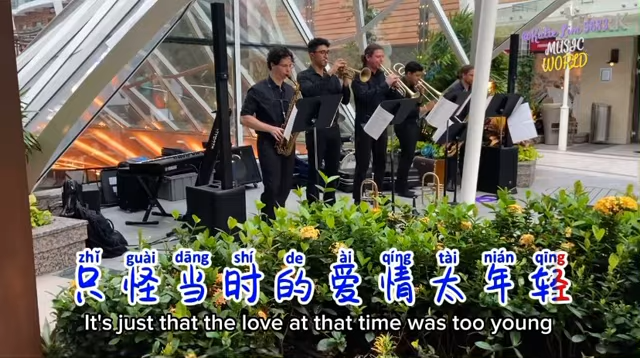 MUSIC
WORLD
zhǐ guài dāng shí de ài qíng tài nián qīng
只怪当时的爱情太年轻
It's just that the love at that time was too young